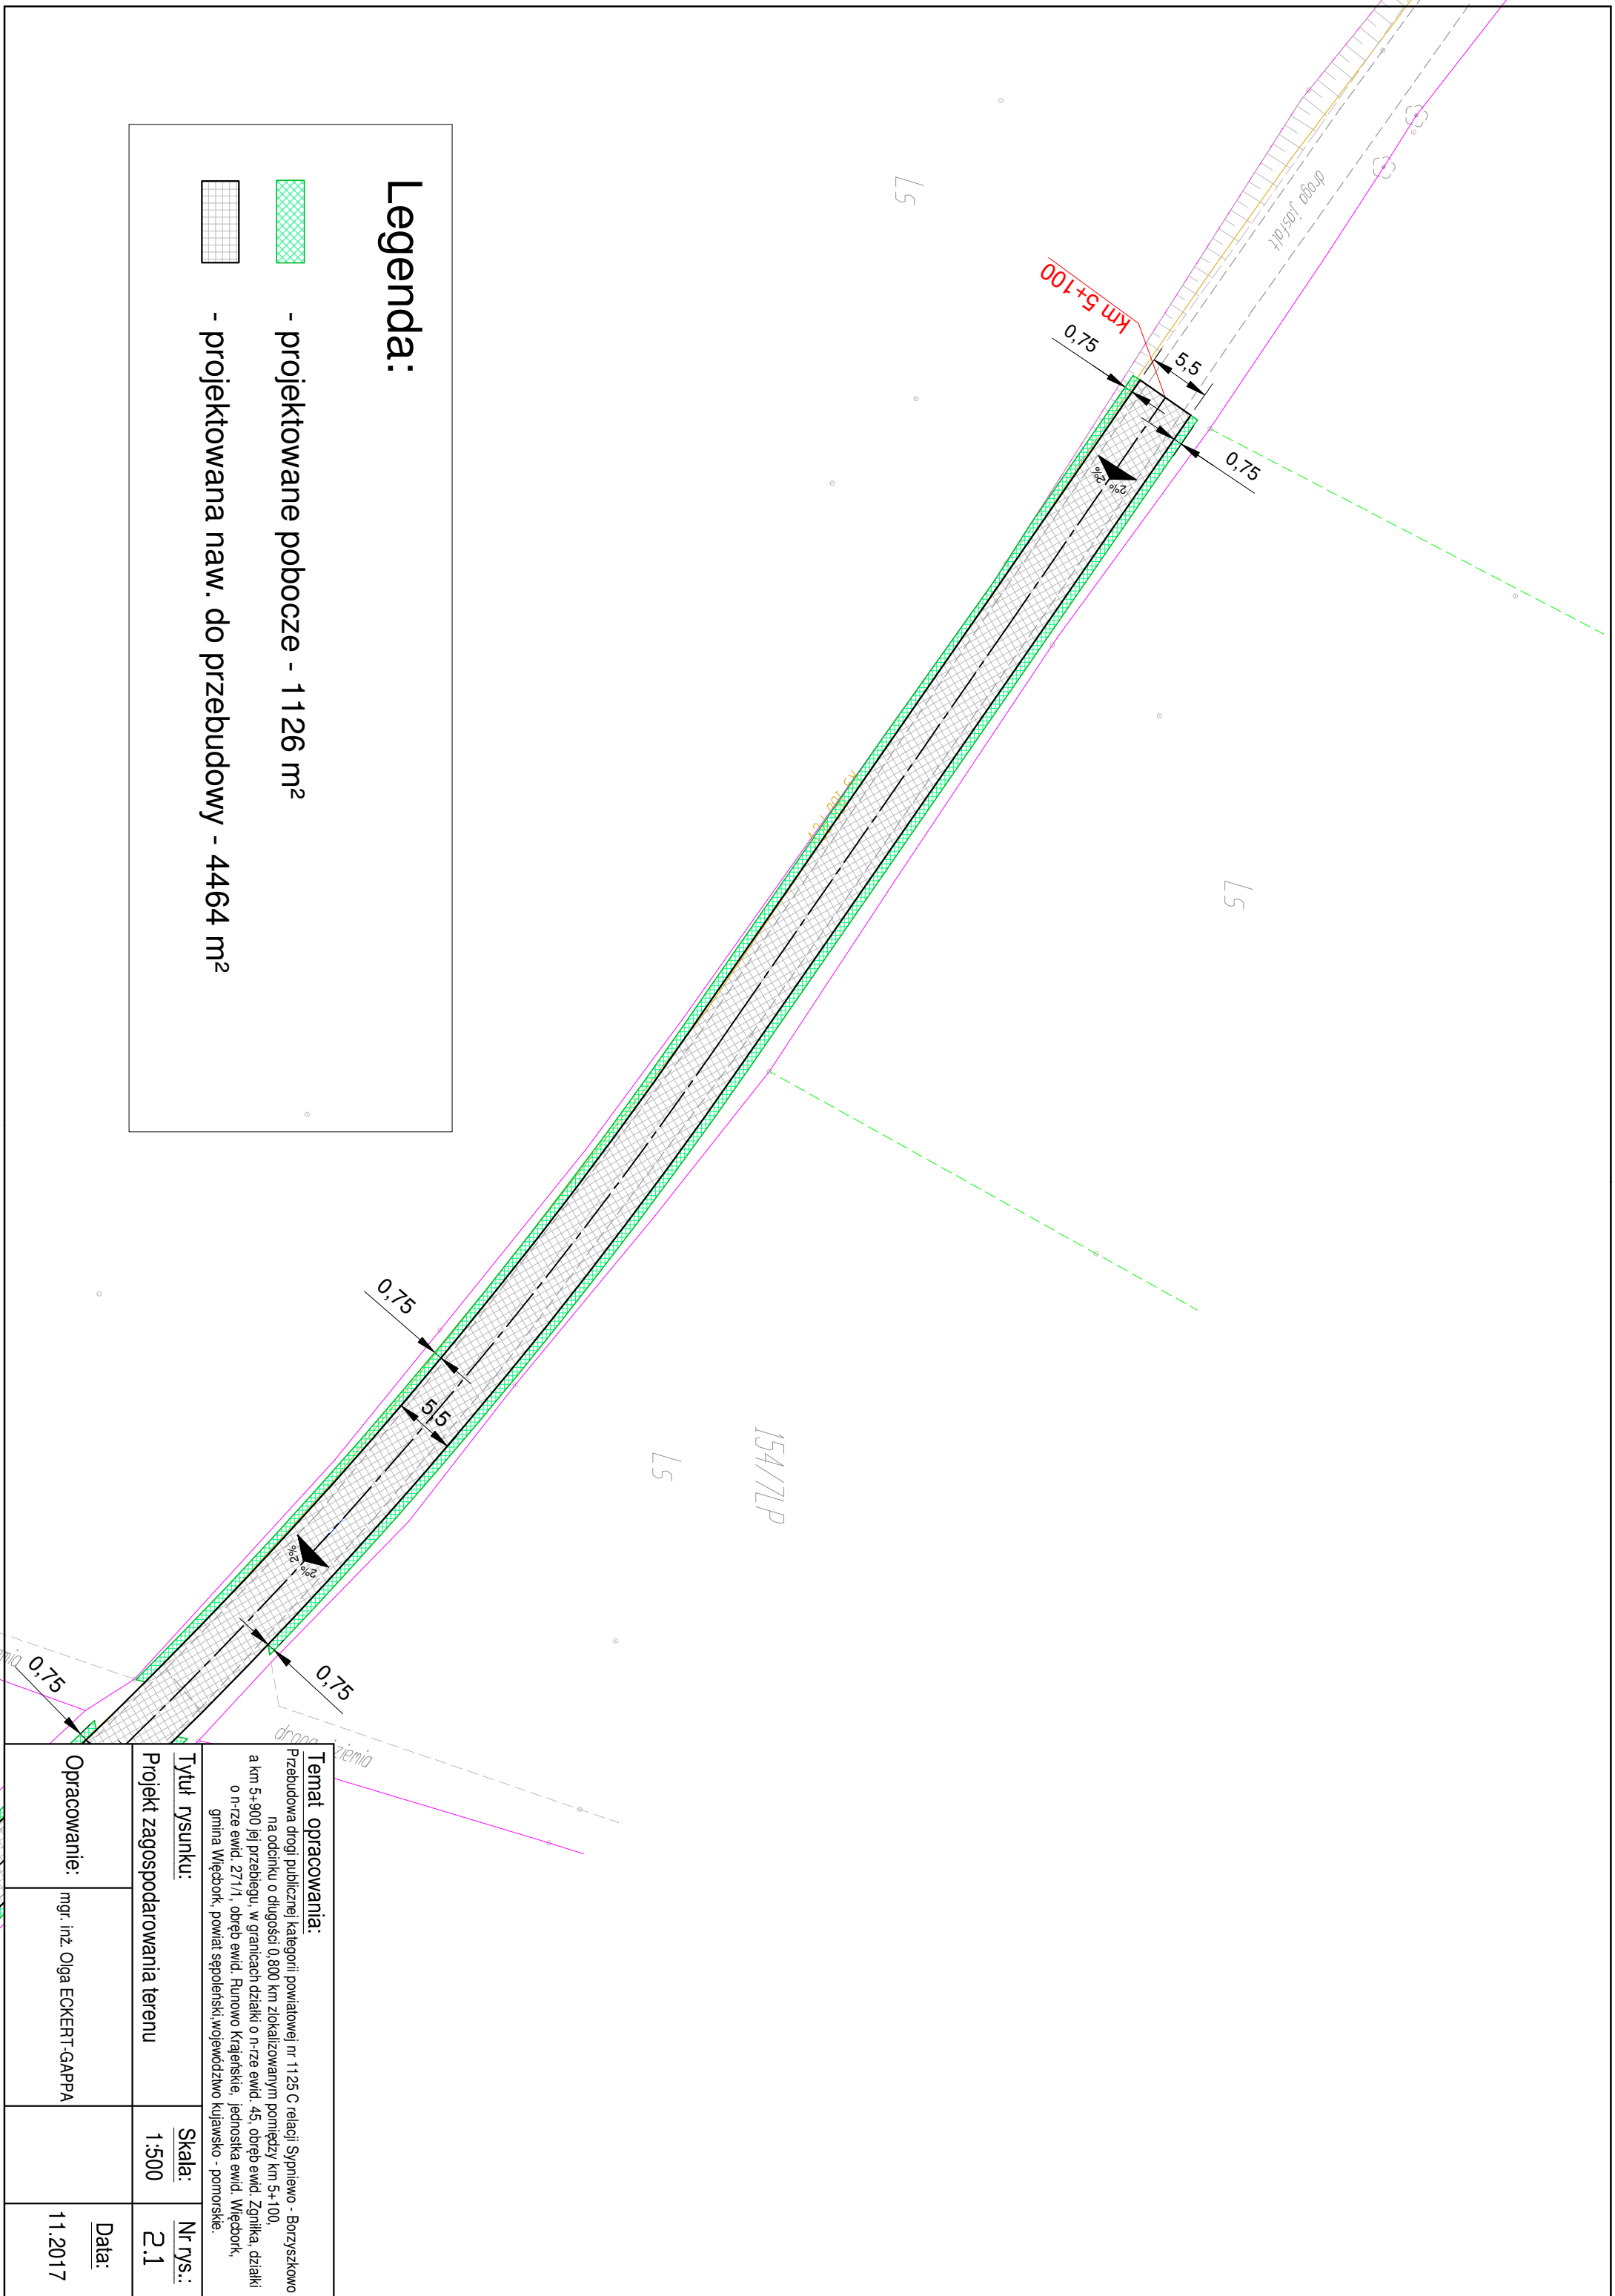 Legenda:
- projektowane pobocze - 1126 m²
- projektowana naw. do przebudowy - 4464 m²
Ls
droga j.asfalt
km 5+100
0,75
5,5
0,75
2%
2%
Ls
0,75
5,5
Ls
154/7LP
2%
2%
0,75
0,75
droga ziemia
Temat opracowania:
Przebudowa drogi publicznej kategorii powiatowej nr 1125 C relacji Sypniewo - Borzyszkowo
na odcinku o długości 0,800 km zlokalizowanym pomiędzy km 5+100,
a km 5+900 jej przebiegu, w granicach działki o n-rze ewid. 45, obręb ewid. Zgniłka, działki
o n-rze ewid. 271/1, obręb ewid. Runowo Krajeńskie, jednostka ewid. Więcbork,
gmina Więcbork, powiat sępoleński,województwo kujawsko - pomorskie.
Tytuł rysunku:
Projekt zagospodarowania terenu
Skala:
1:500
Nr rys.:
2.1
Opracowanie:
mgr. inż. Olga ECKERT-GAPPA
Data:
11.2017